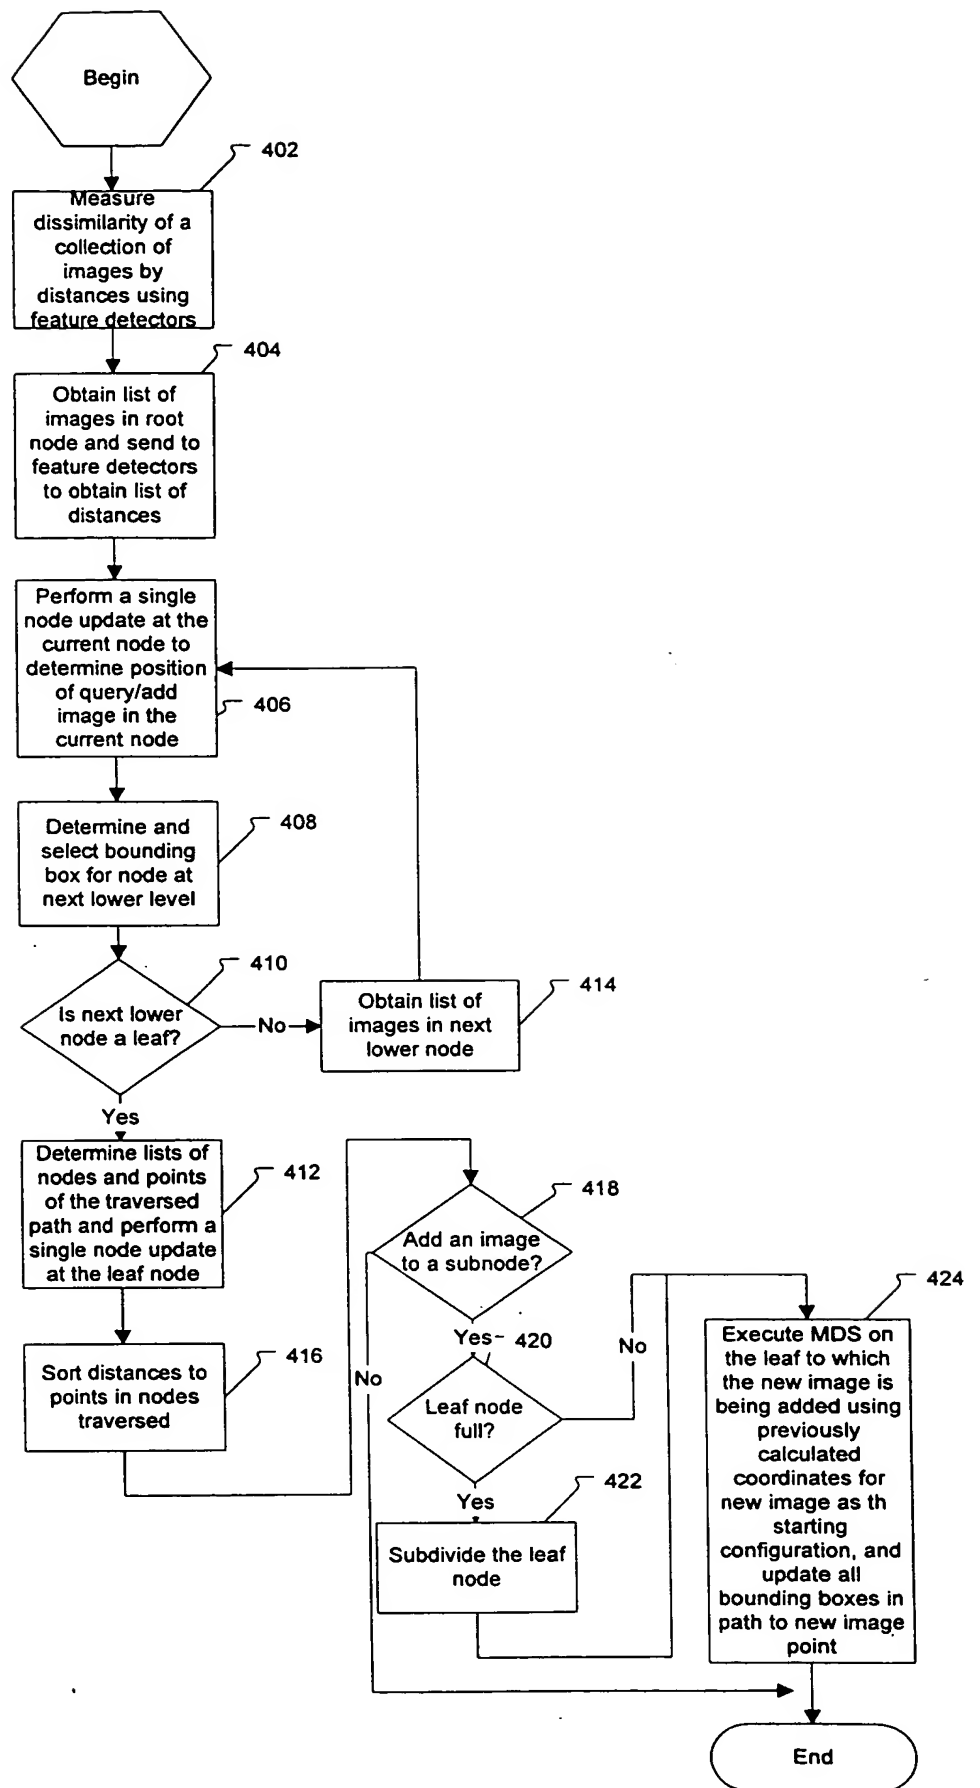 Begin
402
Measure
dissimilarity of a
collection of
images by
distances using
feature detectors
404
Obtain list of
images in root
node and send to
feature detectors
to obtain list of
distances
Perform a single
node update at the
current node to
determine position
of query/add
image in the
current node
406
Determine and
select bounding
box for node at
next lower level
408
410
Is next lower
node a leaf?
No
Obtain list of
images in next
lower node
414
Yes
Determine lists of
nodes and points
of the traversed
path and perform a
single node update
at the leaf node
412
Sort distances to
points in nodes
traversed
416
418
Add an image
to a subnode?
No
Yes
420
Leaf node
full?
No
Yes
422
Subdivide the leaf
node
424
Execute MDS on
the leaf to which
the new image is
being added using
previously
calculated
coordinates for
new image as th
starting
configuration, and
update all
bounding boxes in
path to new image
point
End